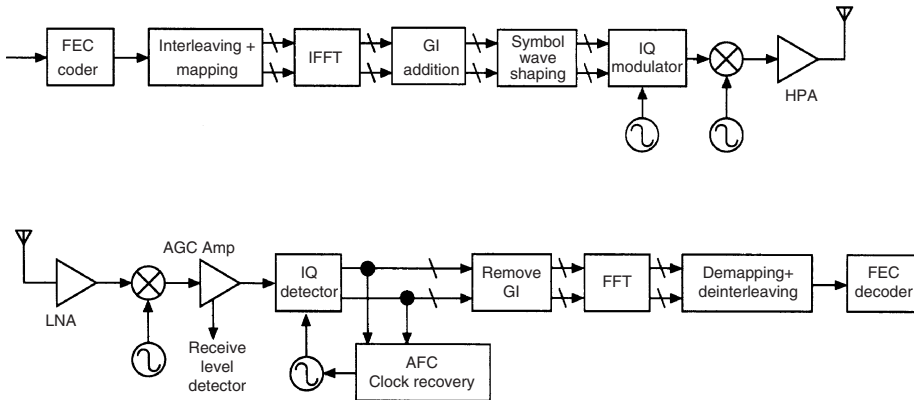 FEC
coder
Interleaving +
mapping
IFFT
GI
addition
Symbol
wave
shaping
IQ
modulator
HPA
LNA
AGC Amp
Receive
level
detector
IQ
detector
AFC
Clock recovery
Remove
GI
FFT
Demapping+
deinterleaving
FEC
decoder